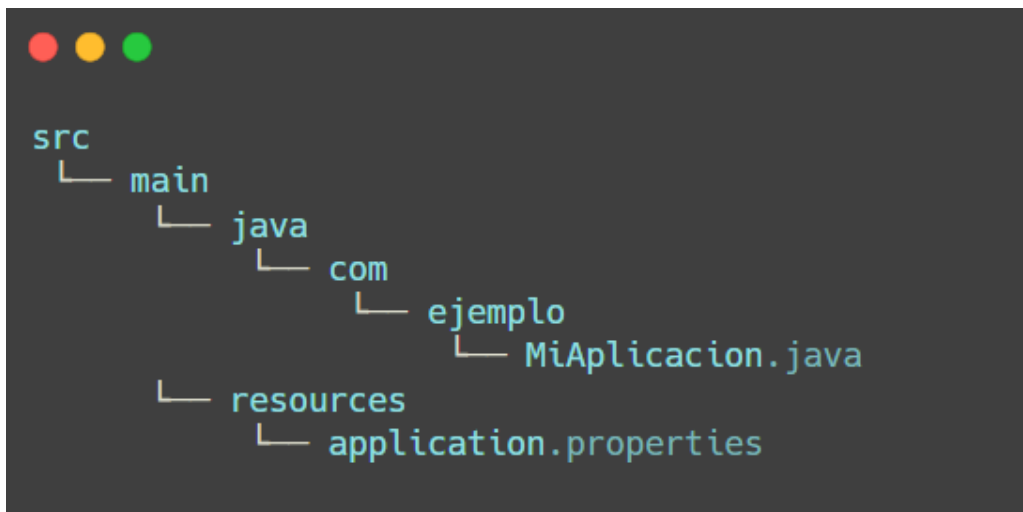 src
└── main
└── java
└── com
└── ejemplo
└── MiAplicacion.java
└── resources
└── application.properties